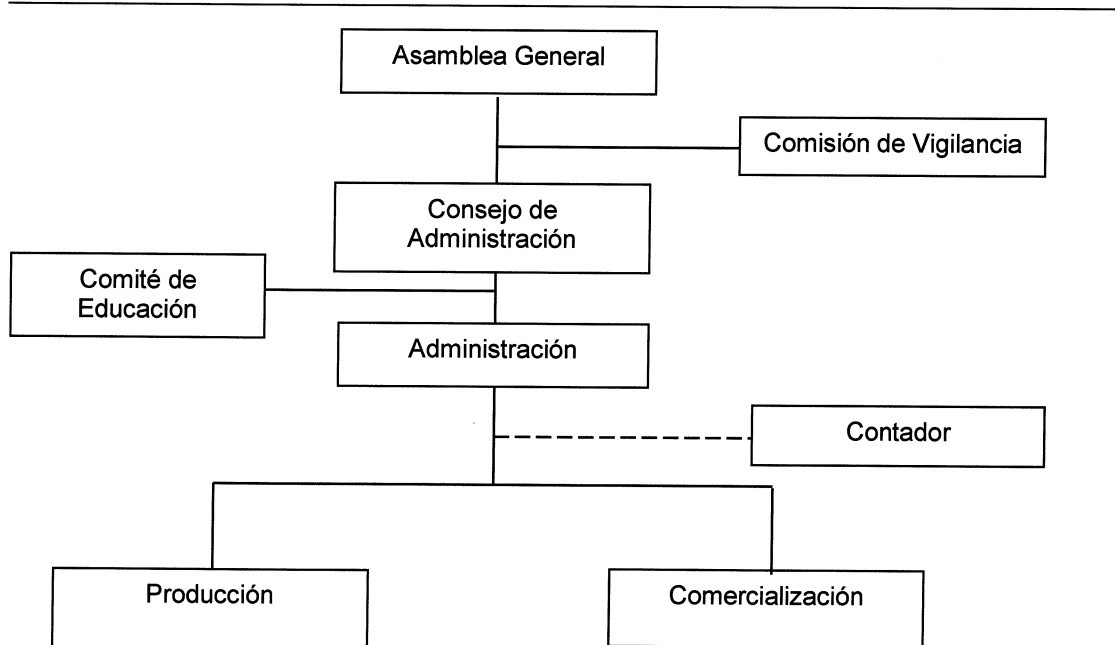 Asamblea General
Comisión de Vigilancia
Consejo de
Administración
Comité de
Educación
Administración
Contador
Producción
Comercialización